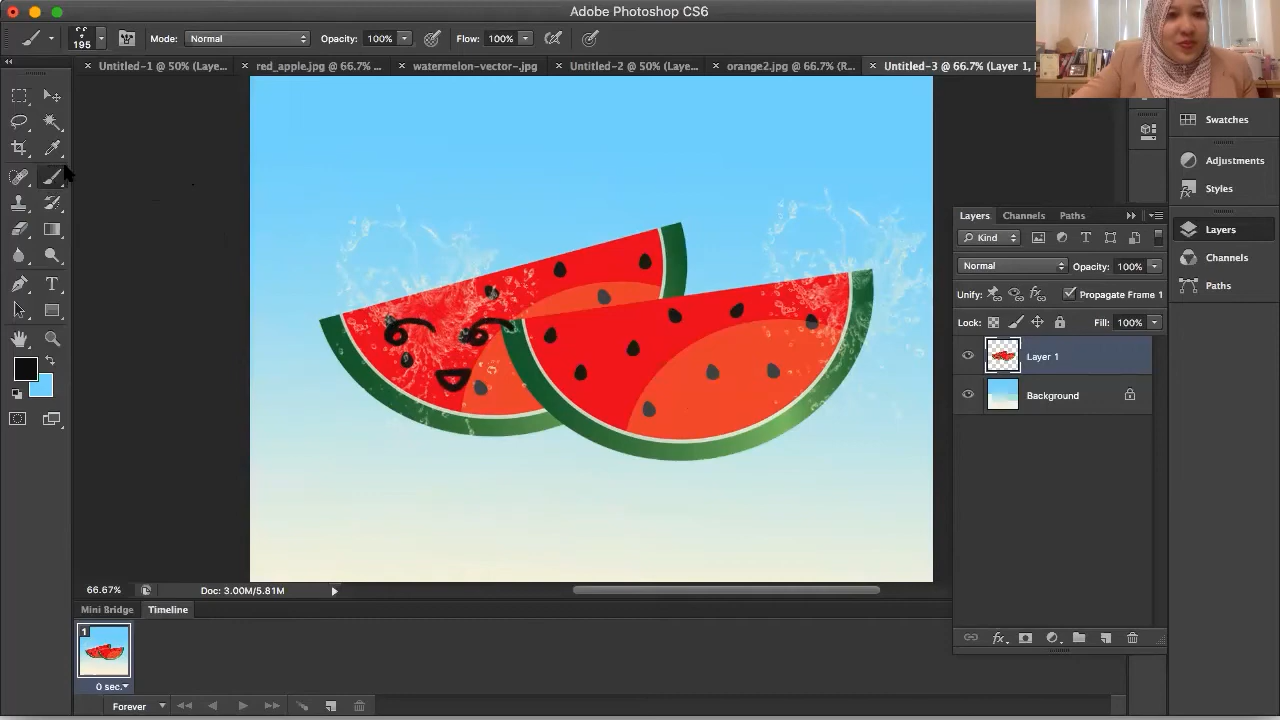 Adobe Photoshop CS6
195
Mode: Normal Opacity: 100% Flow: 100%
Untitled-1 @ 50% (Laye... red_apple.jpg @ 66.7% ... watermelon-vector-.jpg Untitled-2 @ 50% (Laye... orange2.jpg @ 66.7% (R... Untitled-3 @ 66.7% (Layer 1,
Swatches
Adjustments
Styles
Layers
Channels
Paths
Layers Channels Paths
Kind
Normal Opacity: 100%
Unify: Propagate Frame 1
Lock: Fill: 100%
Layer 1
Background
T
66.67% Doc: 3.00M/5.81M
Mini Bridge Timeline
1
0 sec.
Forever